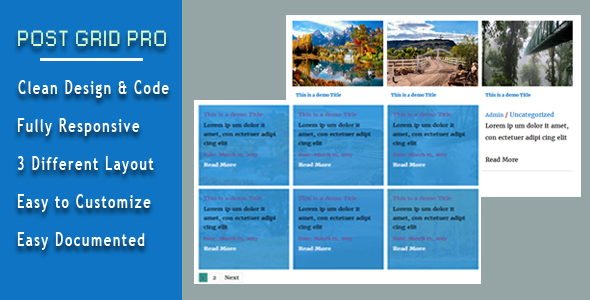 POST GRID PRO
Clean Design & Code
Fully Responsive
3 Different Layout
Easy to Customize
Easy Documented
This is a demo Title
This is a demo Title
This is a demo Title
Admin / Uncategorized
Lorem ip um dolor it
amet, con ectetuer adipi
cing elit
Read More
This is a demo Title
Lorem ip um dolor it
amet, con ectetuer adipi
cing elit
Read More
This is a demo Title
Lorem ip um dolor it
amet, con ectetuer adipi
cing elit
Read More
This is a demo Title
Lorem ip um dolor it
amet, con ectetuer adipi
cing elit
Read More
This is a demo Title
Lorem ip um dolor it
amet, con ectetuer adipi
cing elit
Read More
This is a demo Title
Lorem ip um dolor it
amet, con ectetuer adipi
cing elit
Read More
This is a demo Title
Lorem ip um dolor it
amet, con ectetuer adipi
cing elit
Read More
1 2 Next